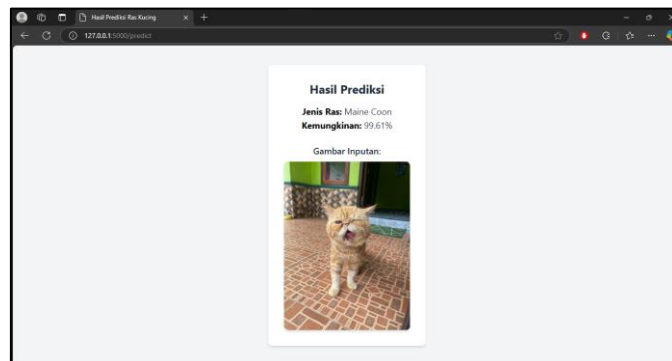 Hasil Prediksi Ras Kucing
127.0.0.1:5000/predict
Hasil Prediksi
Jenis Ras: Maine Coon
Kemungkinan: 99.61%
Gambar Inputan: